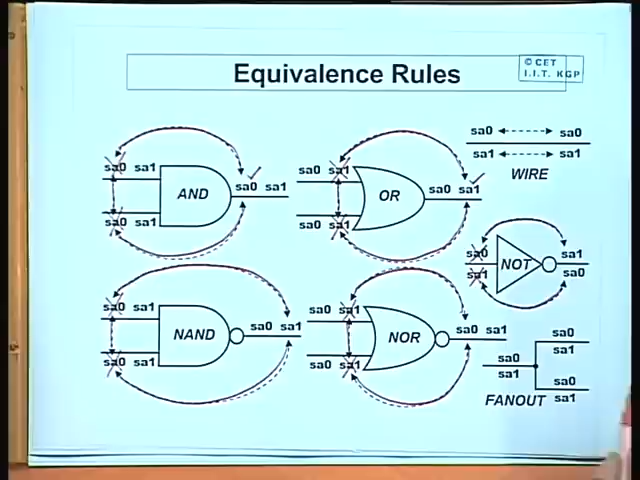 Equivalence Rules
© CET
I.I.T. KGP
sa0 sa1
sa0 sa1
AND
sa0 sa1
sa0 sa1
sa0 sa1
OR
sa0 sa1
sa0 sa0
sa1 sa1
WIRE
sa0
sa1
NOT
sa1
sa0
sa0 sa1
sa0 sa1
NAND
sa0 sa1
sa0 sa1
sa0 sa1
NOR
sa0 sa1
sa0
sa1
sa0
sa1
sa0
sa1
FANOUT